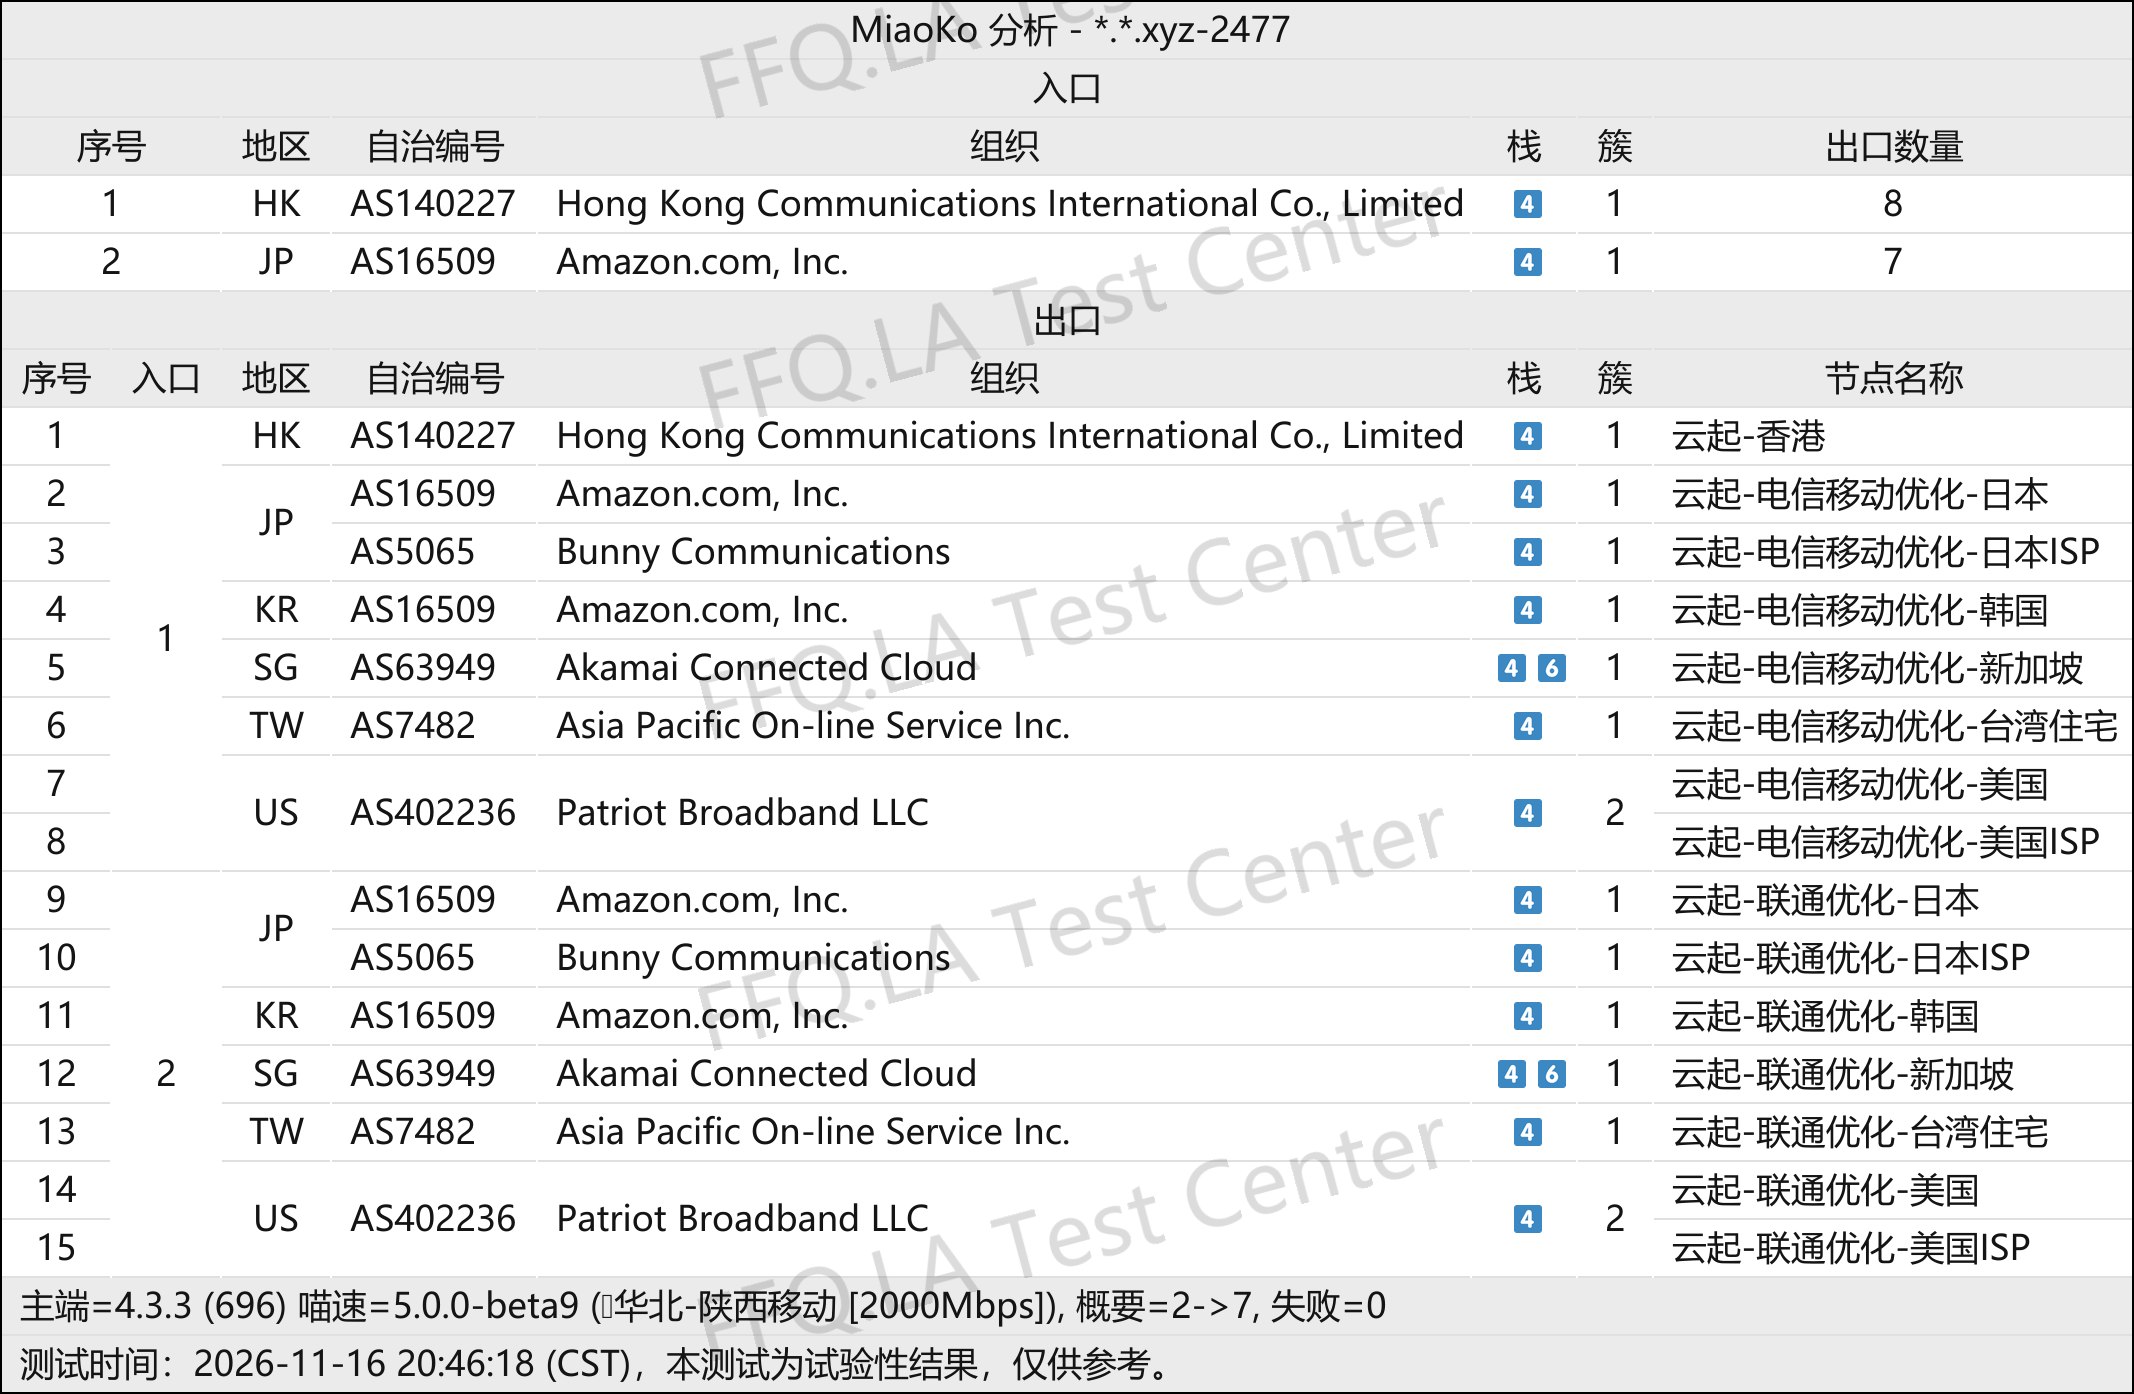 MiaoKo 分析 - *.*.xyz-2477
入口
序号 地区 自治编号 组织 栈 簇 出口数量
1 HK AS140227 Hong Kong Communications International Co., Limited 4 1 8
2 JP AS16509 Amazon.com, Inc. 4 1 7
出口
序号 入口 地区 自治编号 组织 栈 簇 节点名称
1 1 HK AS140227 Hong Kong Communications International Co., Limited 4 1 云起-香港
2 JP AS16509 Amazon.com, Inc. 4 1 云起-电信移动优化-日本
3 AS5065 Bunny Communications 4 1 云起-电信移动优化-日本ISP
4 KR AS16509 Amazon.com, Inc. 4 1 云起-电信移动优化-韩国
5 SG AS63949 Akamai Connected Cloud 4 6 1 云起-电信移动优化-新加坡
6 TW AS7482 Asia Pacific On-line Service Inc. 4 1 云起-电信移动优化-台湾住宅
7 US AS402236 Patriot Broadband LLC 4 2 云起-电信移动优化-美国
8 云起-电信移动优化-美国ISP
9 2 JP AS16509 Amazon.com, Inc. 4 1 云起-联通优化-日本
10 AS5065 Bunny Communications 4 1 云起-联通优化-日本ISP
11 KR AS16509 Amazon.com, Inc. 4 1 云起-联通优化-韩国
12 SG AS63949 Akamai Connected Cloud 4 6 1 云起-联通优化-新加坡
13 TW AS7482 Asia Pacific On-line Service Inc. 4 1 云起-联通优化-台湾住宅
14 US AS402236 Patriot Broadband LLC 4 2 云起-联通优化-美国
15 云起-联通优化-美国ISP
主端=4.3.3 (696) 喵速=5.0.0-beta9 (华北-陕西移动 [2000Mbps]), 概要=2->7, 失败=0
测试时间：2026-11-16 20:46:18 (CST)，本测试为试验性结果，仅供参考。
FFQ.LA Test Center
FFQ.LA Test Center
FFQ.LA Test Center
FFQ.LA Test Center
FFQ.LA Test Center